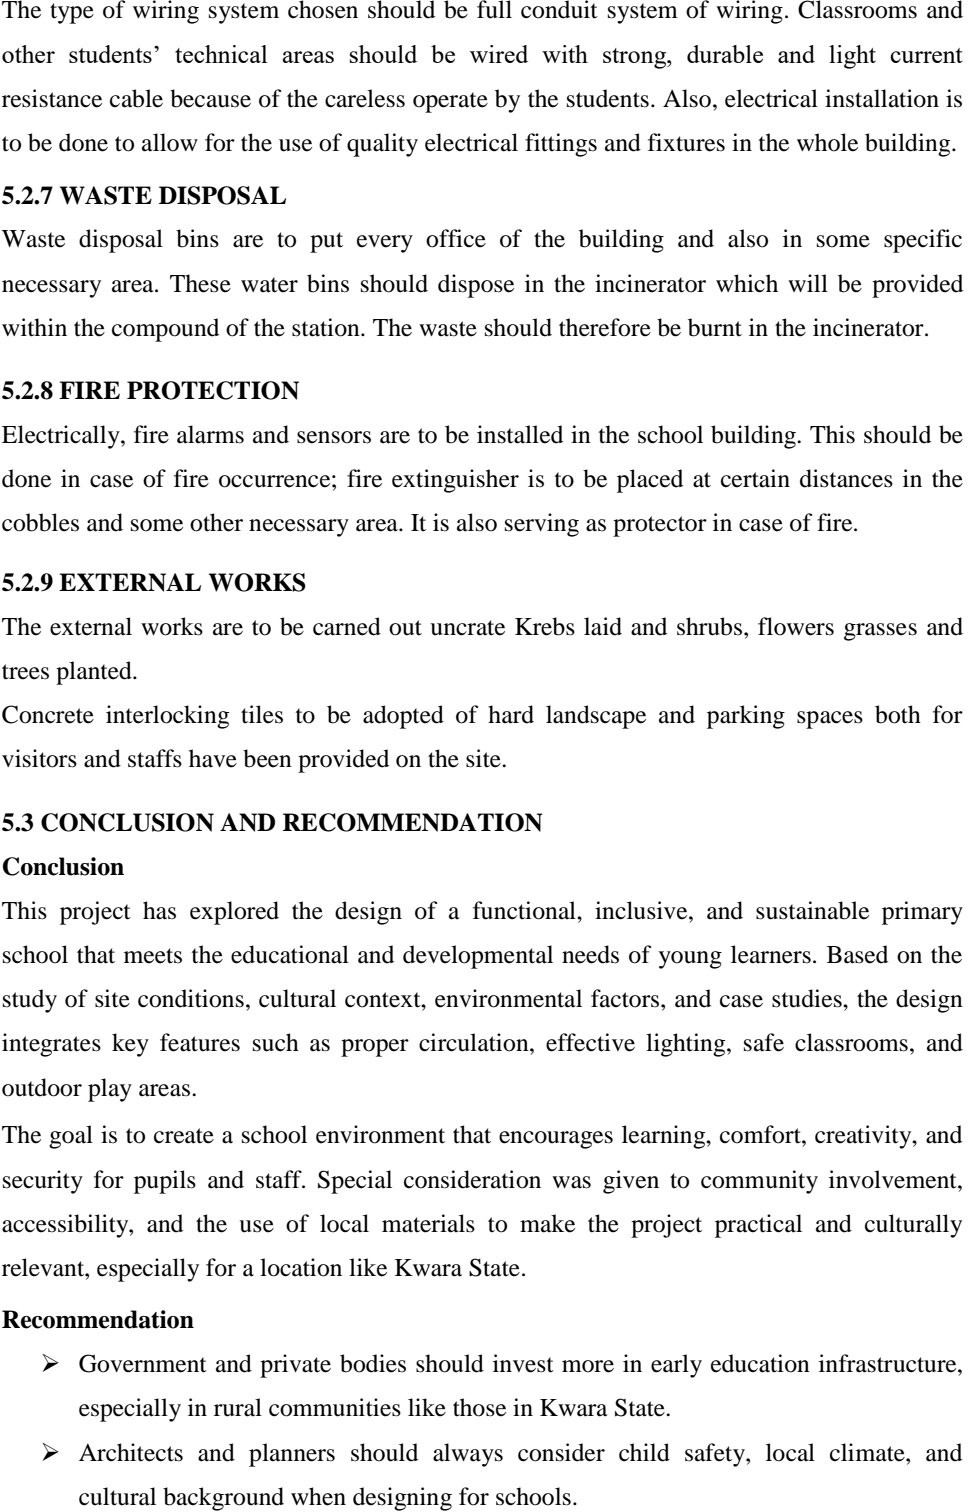 The type of wiring system chosen should be full conduit system of wiring. Classrooms and
other students’ technical areas should be wired with strong, durable and light current
resistance cable because of the careless operate by the students. Also, electrical installation is
to be done to allow for the use of quality electrical fittings and fixtures in the whole building.
5.2.7 WASTE DISPOSAL
Waste disposal bins are to put every office of the building and also in some specific
necessary area. These water bins should dispose in the incinerator which will be provided
within the compound of the station. The waste should therefore be burnt in the incinerator.
5.2.8 FIRE PROTECTION
Electrically, fire alarms and sensors are to be installed in the school building. This should be
done in case of fire occurrence; fire extinguisher is to be placed at certain distances in the
cobbles and some other necessary area. It is also serving as protector in case of fire.
5.2.9 EXTERNAL WORKS
The external works are to be carned out uncrate Krebs laid and shrubs, flowers grasses and
trees planted.
Concrete interlocking tiles to be adopted of hard landscape and parking spaces both for
visitors and staffs have been provided on the site.
5.3 CONCLUSION AND RECOMMENDATION
Conclusion
This project has explored the design of a functional, inclusive, and sustainable primary
school that meets the educational and developmental needs of young learners. Based on the
study of site conditions, cultural context, environmental factors, and case studies, the design
integrates key features such as proper circulation, effective lighting, safe classrooms, and
outdoor play areas.
The goal is to create a school environment that encourages learning, comfort, creativity, and
security for pupils and staff. Special consideration was given to community involvement,
accessibility, and the use of local materials to make the project practical and culturally
relevant, especially for a location like Kwara State.
Recommendation
➢ Government and private bodies should invest more in early education infrastructure,
especially in rural communities like those in Kwara State.
➢ Architects and planners should always consider child safety, local climate, and
cultural background when designing for schools.